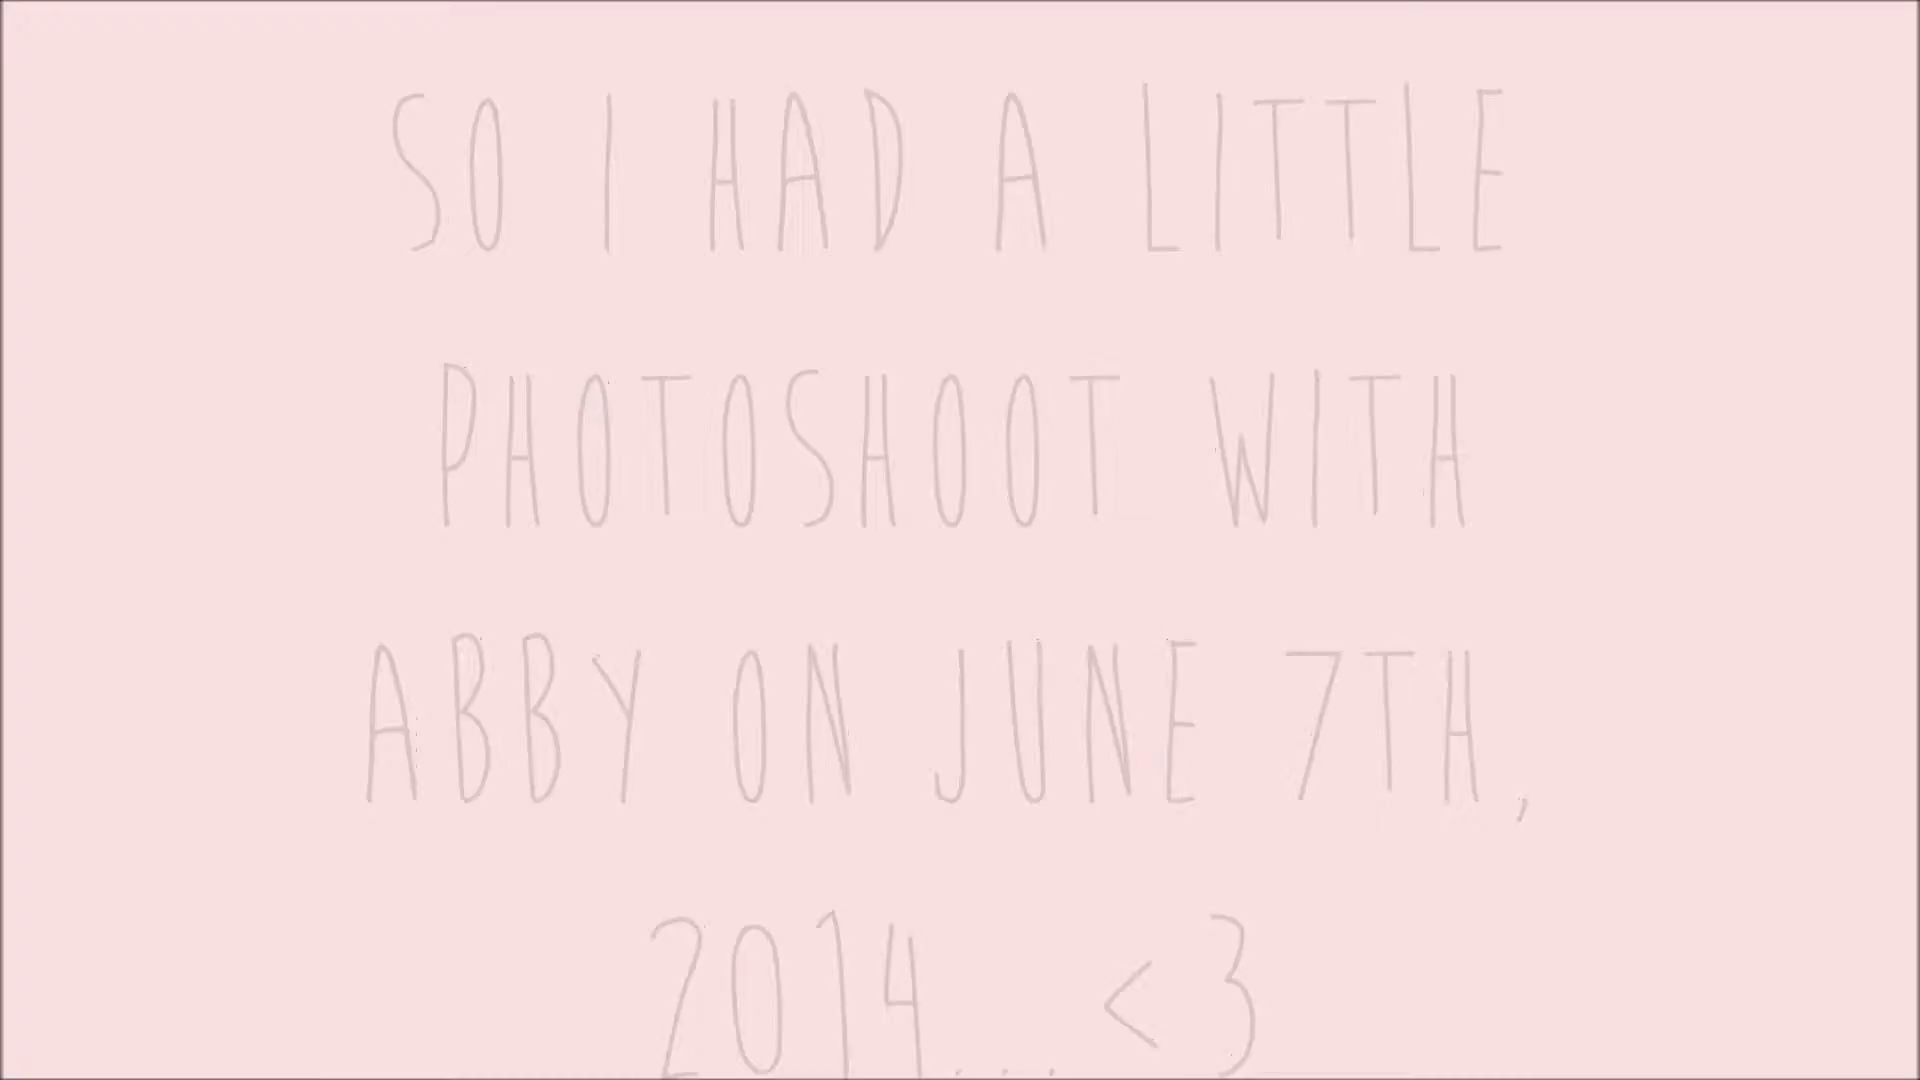 SO I HAD A LITTLE
PHOTOSHOOT WITH
ABBY ON JUNE 7TH,
2014... <3